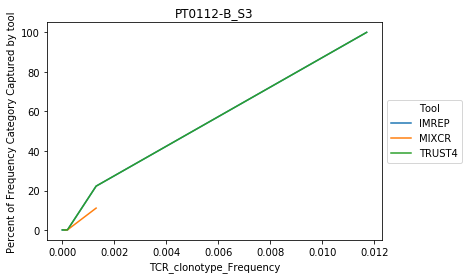 PT0112-B_S3
Percent of Frequency Category Captured by tool
100
80
60
40
20
0
0.000
0.002
0.004
0.006
0.008
0.010
0.012
TCR_clonotype_Frequency
Tool
IMREP
MIXCR
TRUST4